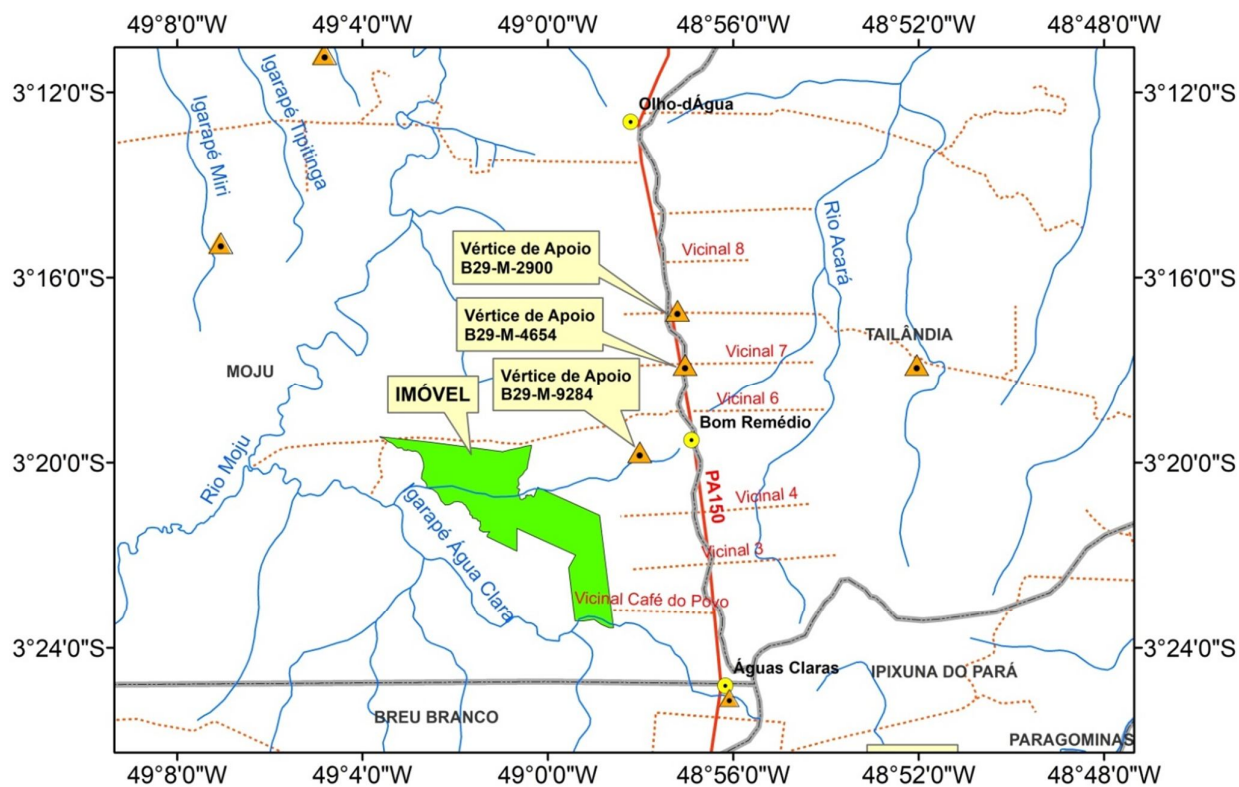 49°8'0"W 49°4'0"W 49°0'0"W 48°56'0"W 48°52'0"W 48°48'0"W
3°12'0"S
3°12'0"S
Igarapé Miri
Igarapé Tipitinga
Olho-dÁgua
Rio Acará
Vicinal 8
Vértice de Apoio
B29-M-2900
3°16'0"S
3°16'0"S
Vértice de Apoio
B29-M-4654
TAILÂNDIA
Vicinal 7
MOJU
Vértice de Apoio
B29-M-9284
IMÓVEL
Vicinal 6
Bom Remédio
3°20'0"S
3°20'0"S
Rio Moju
PA150
Vicinal 4
Igarapé Água Clara
Vicinal 3
Vicinal Café do Povo
3°24'0"S
3°24'0"S
Águas Claras
IPIXUNA DO PARÁ
BREU BRANCO
PARAGOMINAS
49°8'0"W 49°4'0"W 49°0'0"W 48°56'0"W 48°52'0"W 48°48'0"W